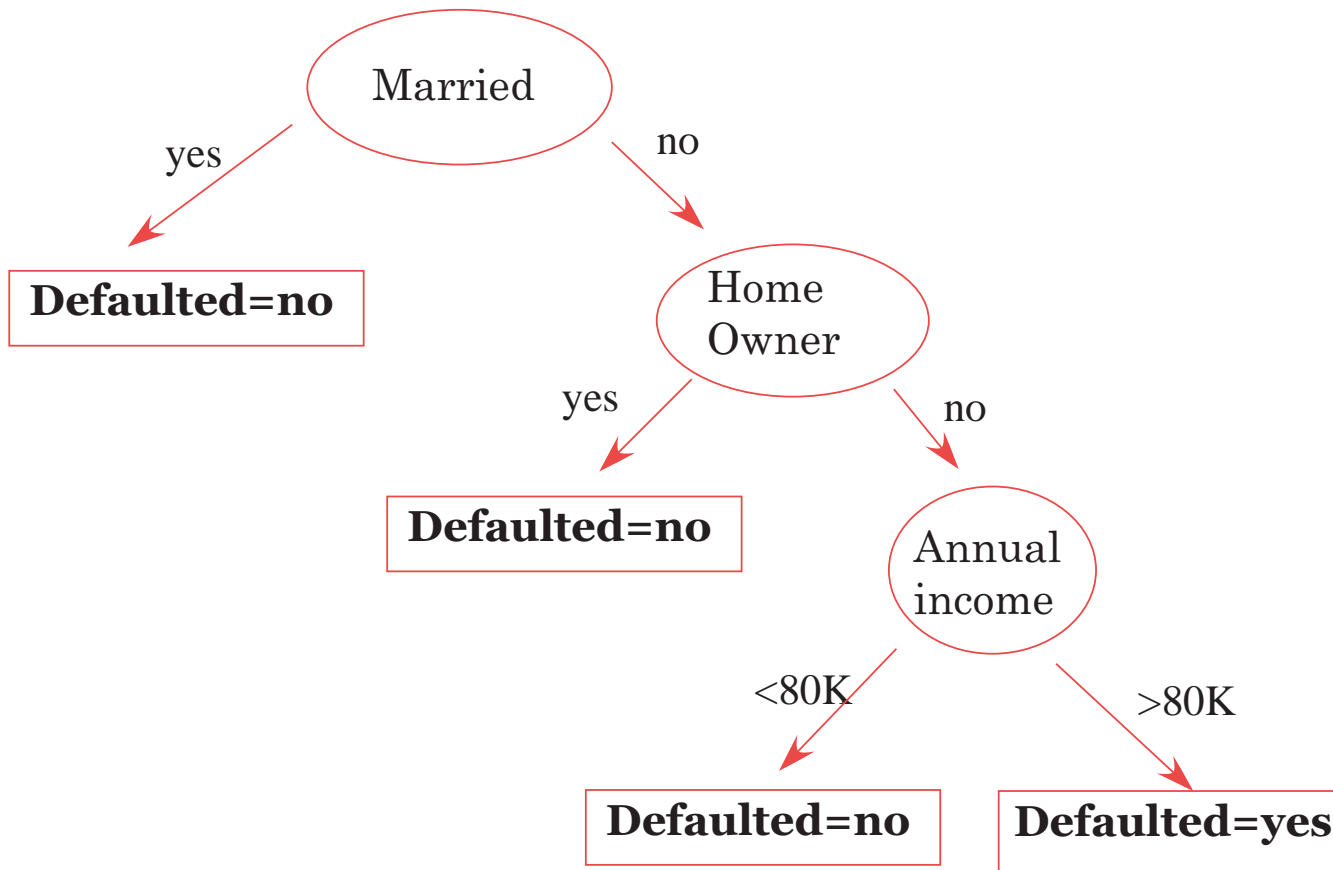 Married
yes
no
Defaulted=no
Home
Owner
yes
no
Defaulted=no
Annual
income
<80K
>80K
Defaulted=no
Defaulted=yes